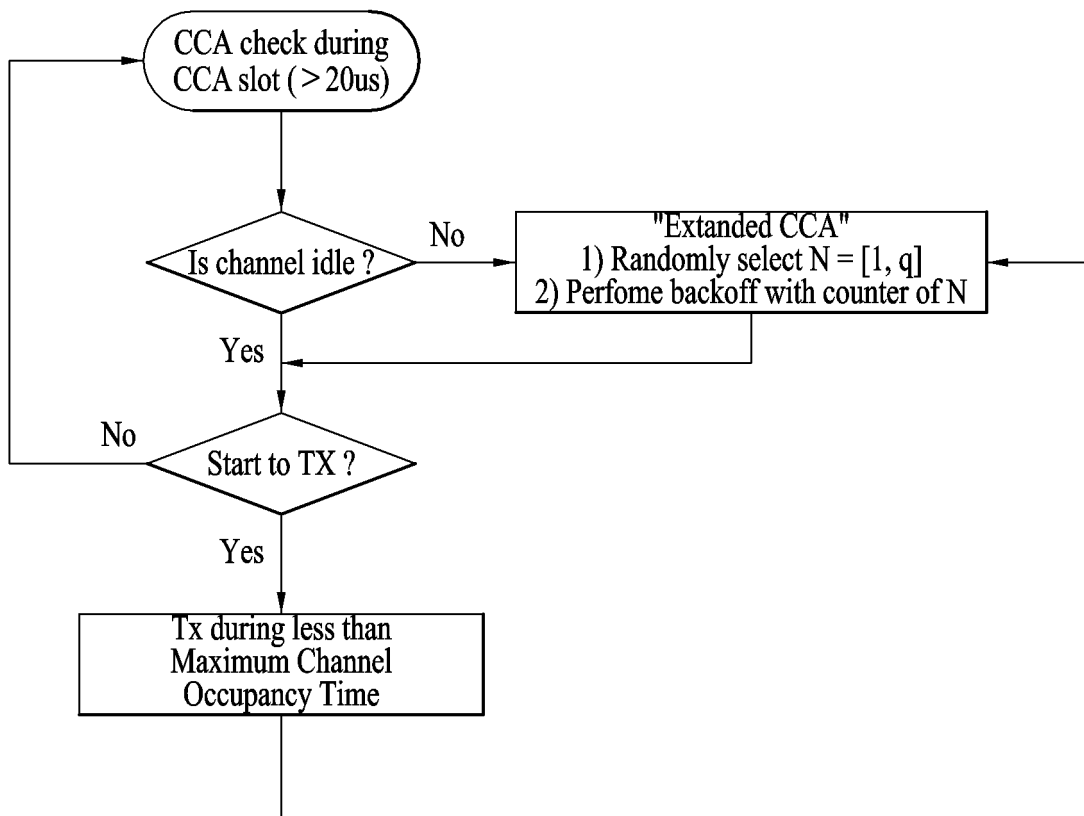 CCA check during
CCA slot (>20us)
Is channel idle ?
No
"Extanded CCA"
1) Randomly select N = [1, q]
2) Perfome backoff with counter of N
Yes
No
Start to TX ?
Yes
Tx during less than
Maximum Channel
Occupancy Time